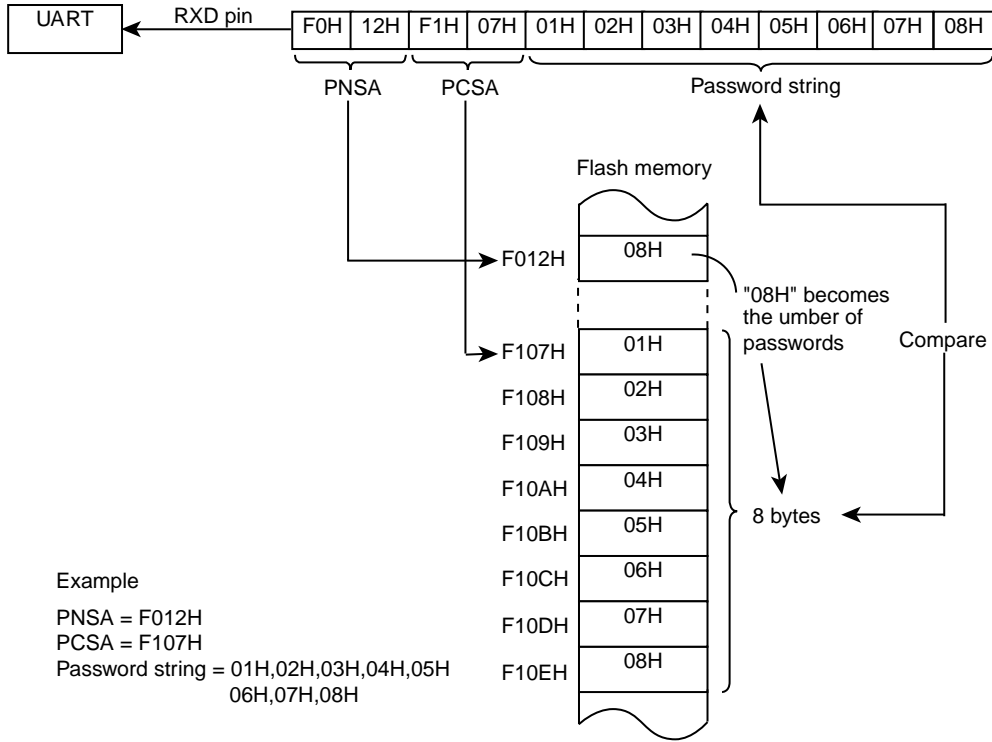 UART
RXD pin
F0H 12H F1H 07H 01H 02H 03H 04H 05H 06H 07H 08H
PNSA PCSA Password string
Flash memory
F012H 08H
"08H" becomes
the umber of
passwords
Compare
F107H 01H
F108H 02H
F109H 03H
F10AH 04H
F10BH 05H
8 bytes
F10CH 06H
F10DH 07H
F10EH 08H
Example
PNSA = F012H
PCSA = F107H
Password string = 01H,02H,03H,04H,05H
06H,07H,08H